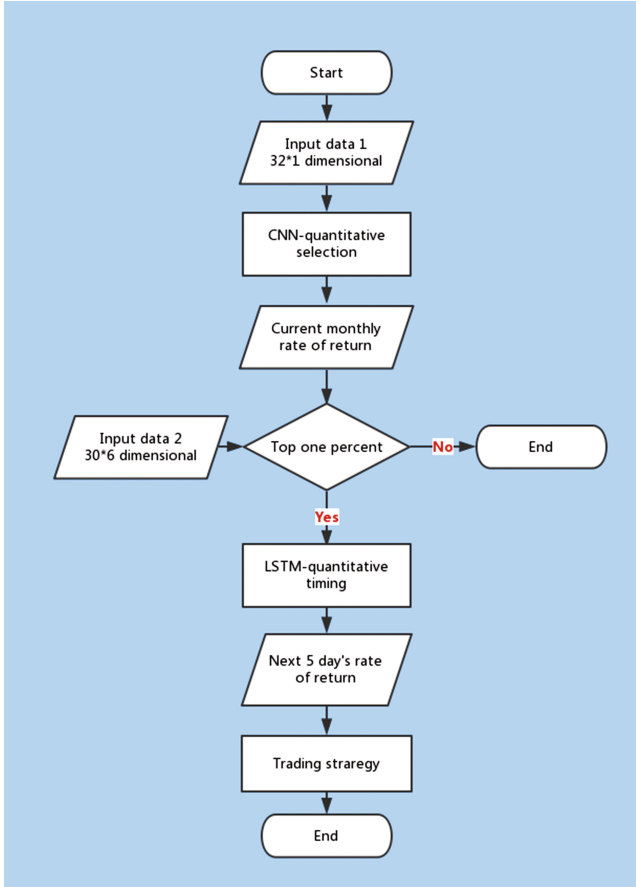 Start
Input data 1
32*1 dimensional
CNN-quantitative
selection
Current monthly
rate of return
Input data 2
30*6 dimensional
Top one percent
No
End
Yes
LSTM-quantitative
timing
Next 5 day's rate
of return
Trading straregy
End